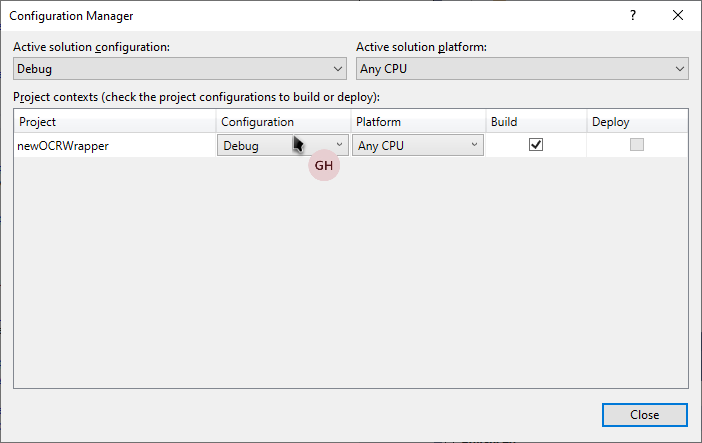 Configuration Manager
?
Active solution configuration:
Active solution platform:
Debug
Any CPU
Project contexts (check the project configurations to build or deploy):
Project Configuration Platform Build Deploy
newOCRWrapper Debug Any CPU
GH
Close